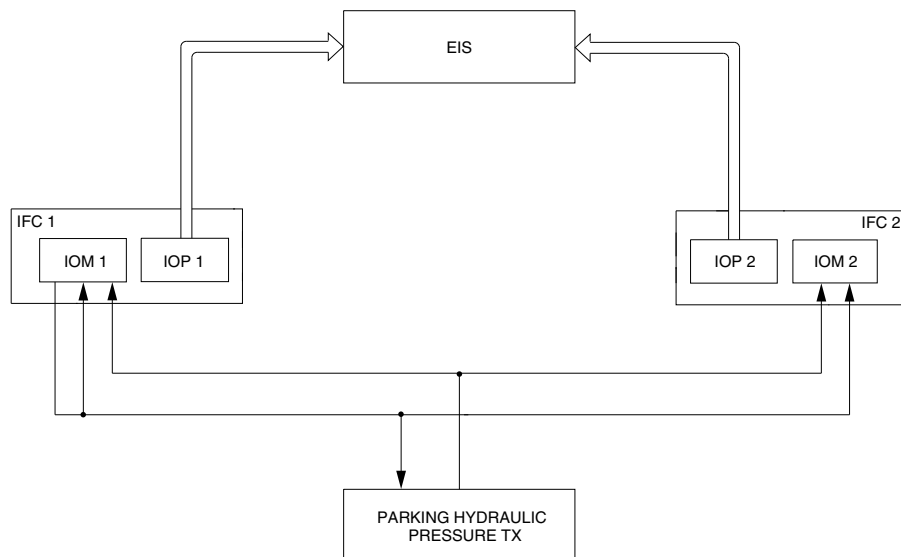 EIS
IFC 1
IFC 2
IOM 1
IOP 1
IOP 2
IOM 2
PARKING HYDRAULIC
PRESSURE TX